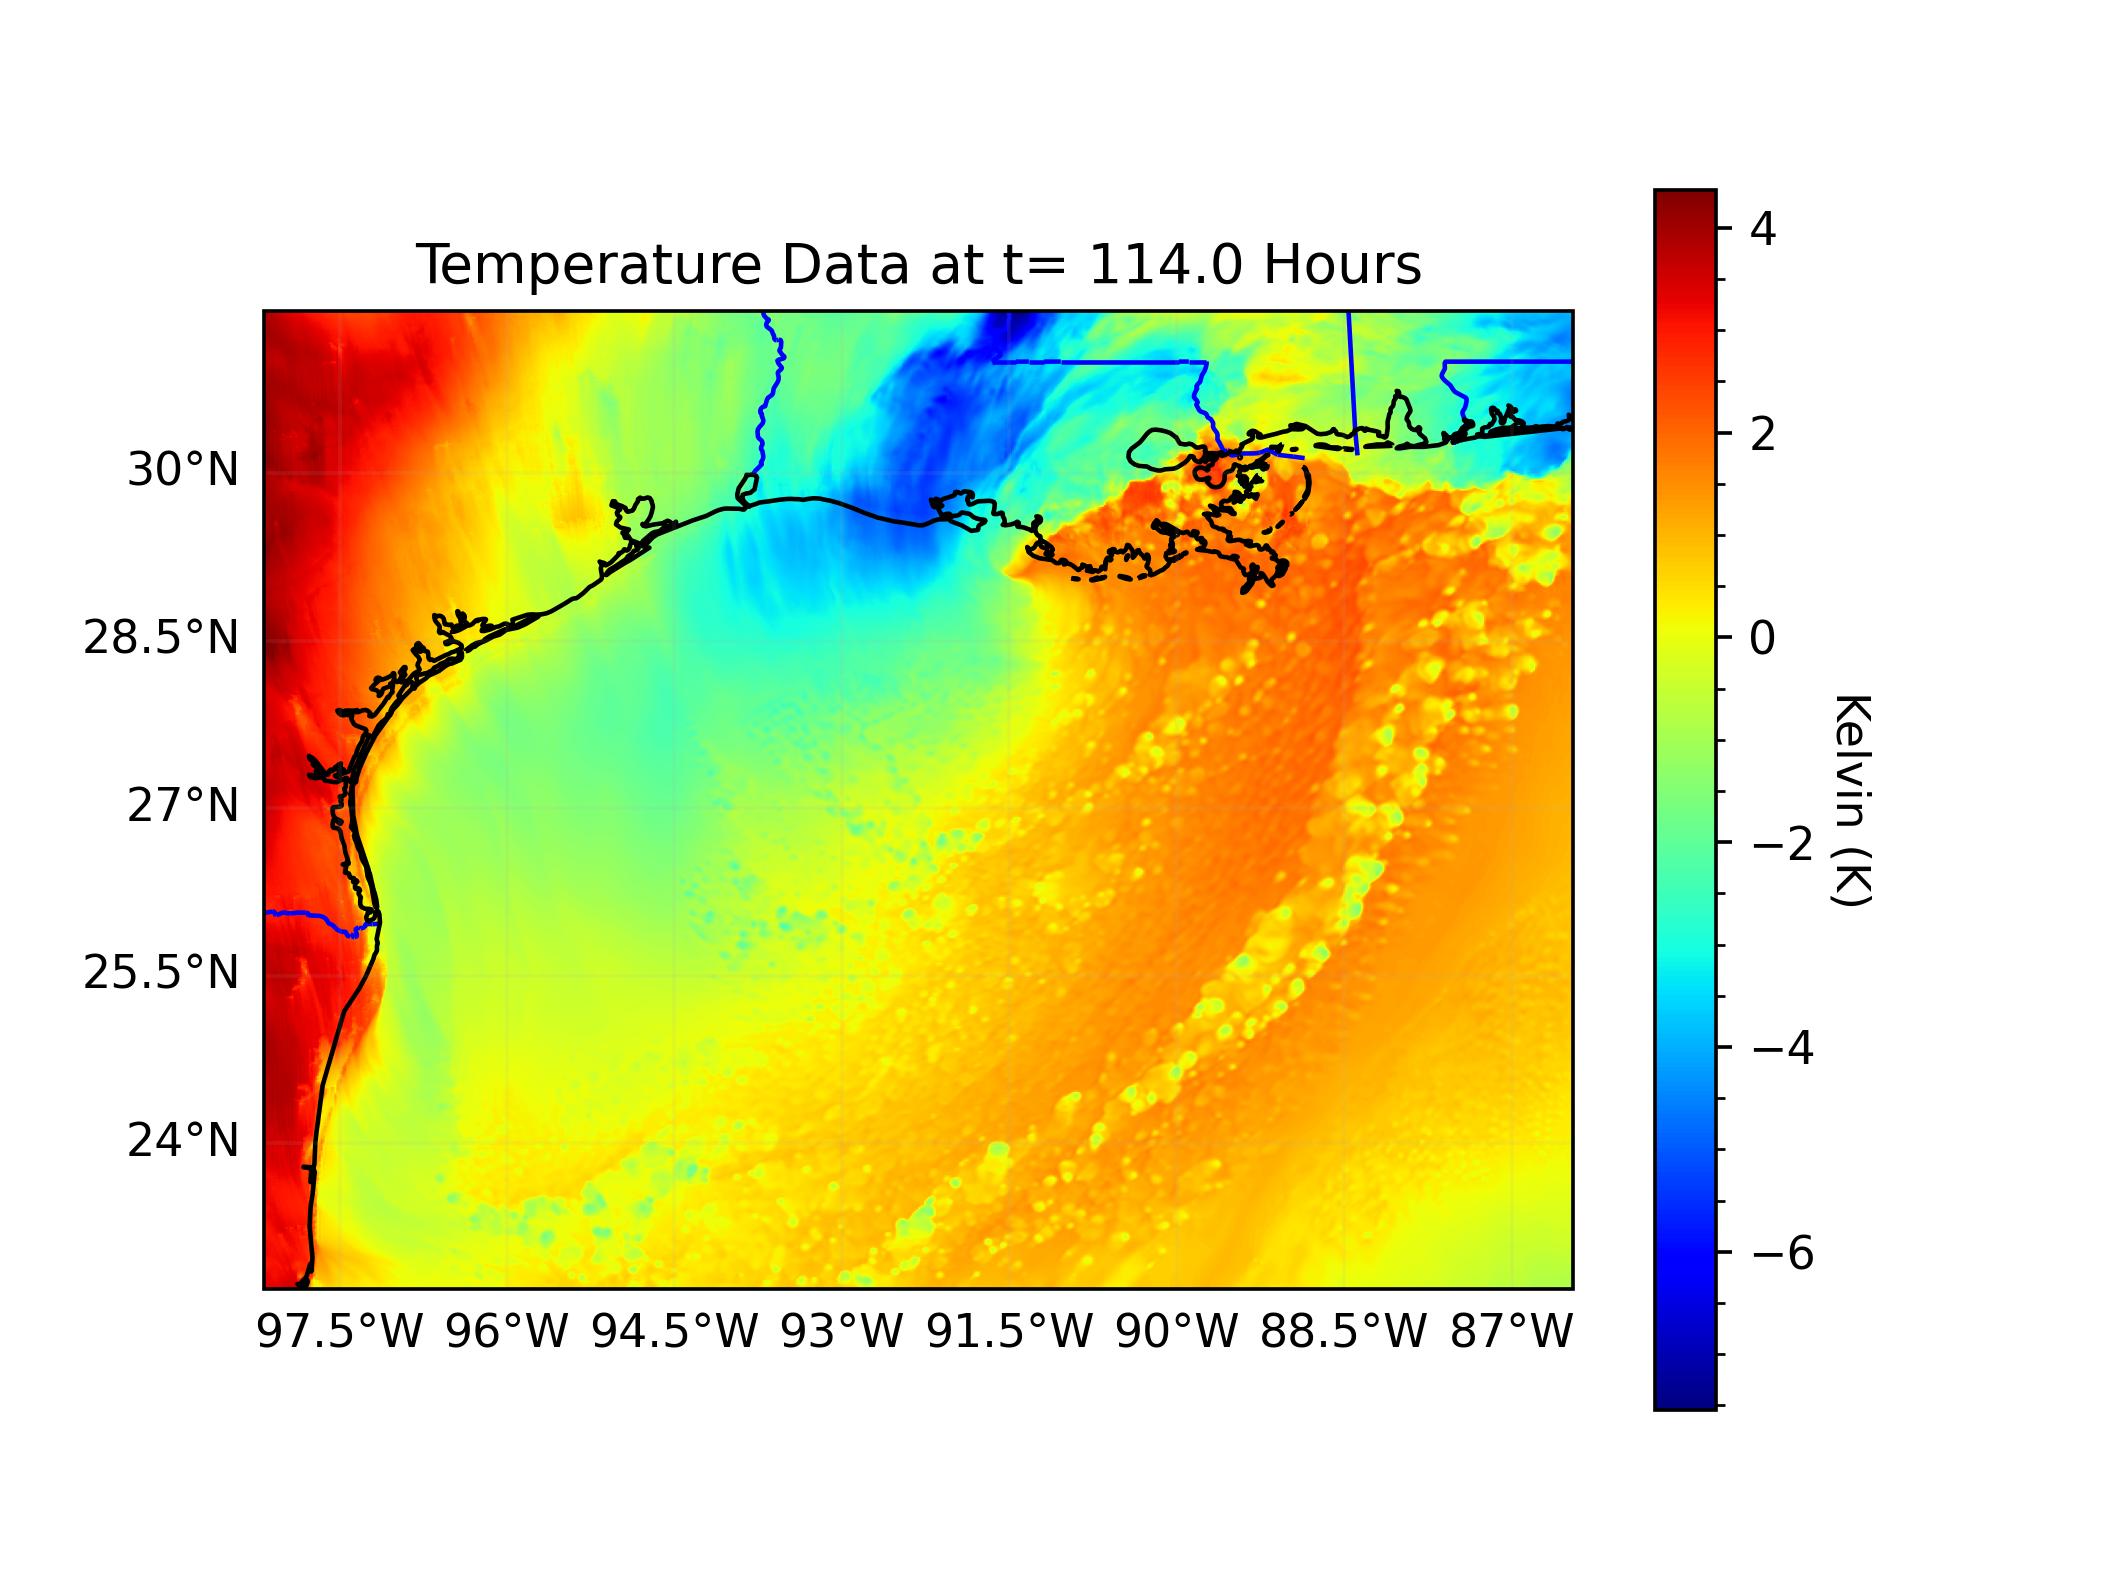 Temperature Data at t= 114.0 Hours
30°N
28.5°N
27°N
25.5°N
24°N
97.5°W 96°W 94.5°W 93°W 91.5°W 90°W 88.5°W 87°W
4
2
0
−2
−4
−6
Kelvin (K)